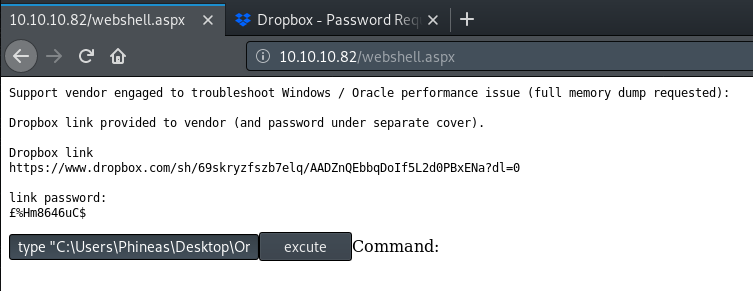 10.10.10.82/webshell.aspx
Dropbox - Password Req
10.10.10.82/webshell.aspx
Support vendor engaged to troubleshoot Windows / Oracle performance issue (full memory dump requested):
Dropbox link provided to vendor (and password under separate cover).
Dropbox link
https://www.dropbox.com/sh/69skryzfszb7elq/AADZnQEbbqDoIf5L2d0PBxENa?dl=0
link password:
£%Hm8646uC$
type "C:\Users\Phineas\Desktop\Or
excute
Command: